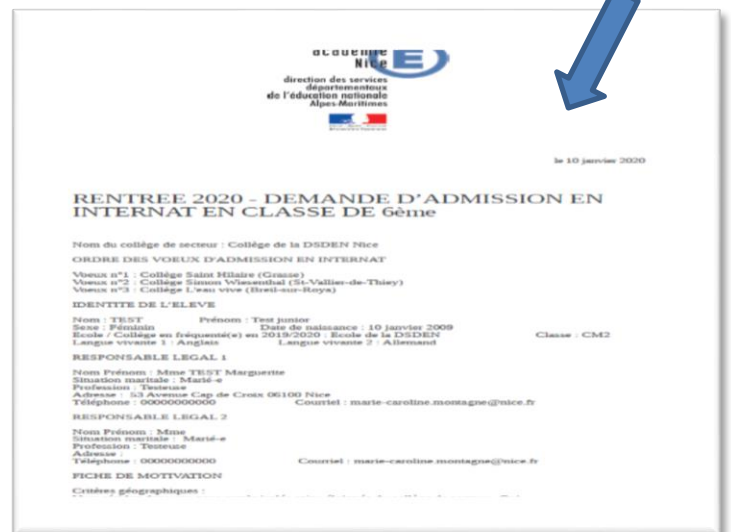 académie
Nice
direction des services
départementaux
de l'éducation nationale
Alpes-Maritimes
le 10 janvier 2020
RENTREE 2020 - DEMANDE D'ADMISSION EN
INTERNAT EN CLASSE DE 6ème
Nom du collège de secteur : Collège de la DSDEN Nice
ORDRE DES VOEUX D'ADMISSION EN INTERNAT
Voeux n°1 : Collège Saint Hilaire (Grasse)
Voeux n°2 : Collège Simon Wiesenthal (St-Vallier-de-Thiey)
Voeux n°3 : Collège L'eau vive (Breil-sur-Roya)
IDENTITE DE L'ELEVE
Nom : TEST Prénom : Test junior
Sexe : Féminin Date de naissance : 10 janvier 2009
Ecole / Collège en fréquenté(e) en 2019/2020 : Ecole de la DSDEN Classe : CM2
Langue vivante 1 : Anglais Langue vivante 2 : Allemand
RESPONSABLE LEGAL 1
Nom Prénom : Mme TEST Marguerite
Situation maritale : Marié-e
Profession : Testeuse
Adresse : 53 Avenue Cap de Croix 06100 Nice
Téléphone : 00000000000 Courriel : marie-caroline.montagne@nice.fr
RESPONSABLE LEGAL 2
Nom Prénom : Mme
Situation maritale : Marié-e
Profession : Testeuse
Adresse :
Téléphone : 00000000000 Courriel : marie-caroline.montagne@nice.fr
FICHE DE MOTIVATION
Critères géographiques :